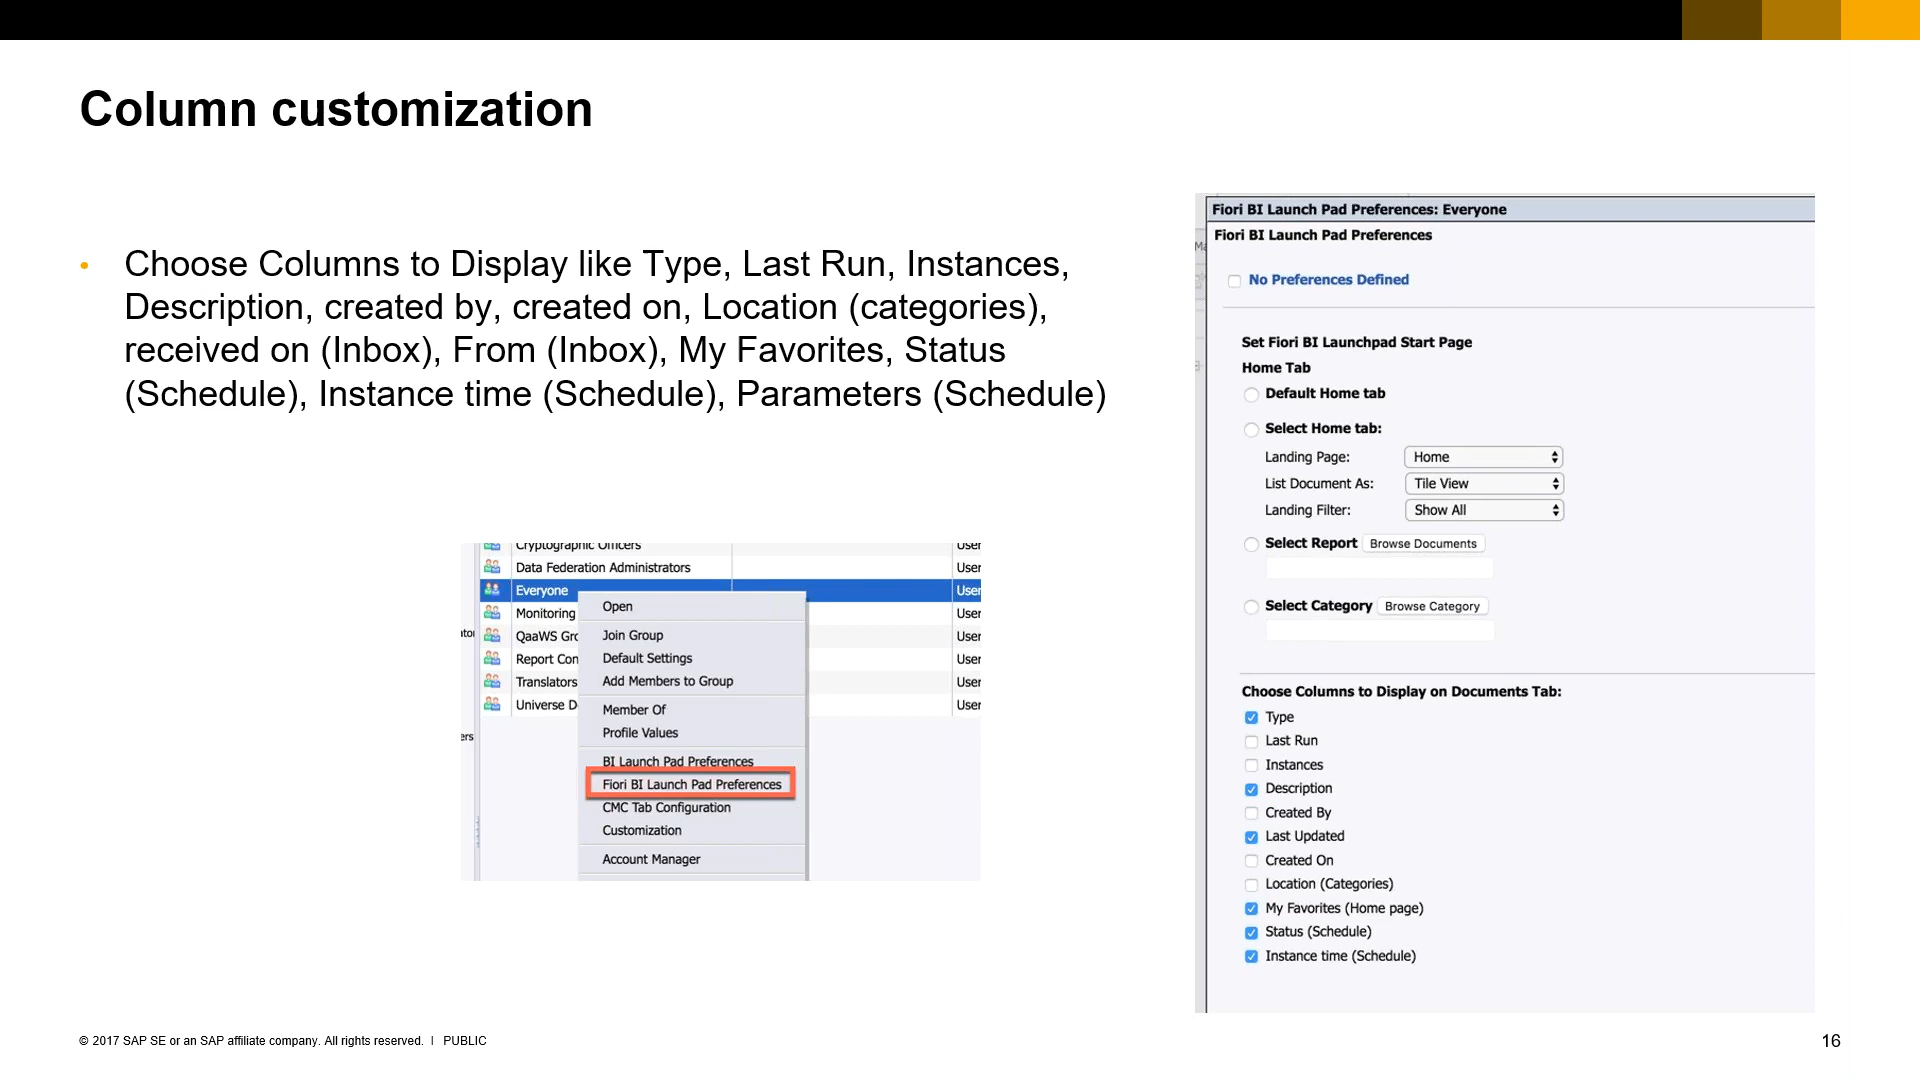 Column customization
• Choose Columns to Display like Type, Last Run, Instances,
Description, created by, created on, Location (categories),
received on (Inbox), From (Inbox), My Favorites, Status
(Schedule), Instance time (Schedule), Parameters (Schedule)
Cryptographic Officers
User
Data Federation Administrators
User
Everyone
User
Monitoring
User
QaaWS Gro
User
Report Con
User
Translators
User
Universe D
User
Open
Join Group
Default Settings
Add Members to Group
Member Of
Profile Values
BI Launch Pad Preferences
Fiori BI Launch Pad Preferences
CMC Tab Configuration
Customization
Account Manager
Fiori BI Launch Pad Preferences: Everyone
Fiori BI Launch Pad Preferences
No Preferences Defined
Set Fiori BI Launchpad Start Page
Home Tab
Default Home tab
Select Home tab:
Landing Page: Home
List Document As: Tile View
Landing Filter: Show All
Select Report Browse Documents
Select Category Browse Category
Choose Columns to Display on Documents Tab:
Type
Last Run
Instances
Description
Created By
Last Updated
Created On
Location (Categories)
My Favorites (Home page)
Status (Schedule)
Instance time (Schedule)
© 2017 SAP SE or an SAP affiliate company. All rights reserved. I PUBLIC
16